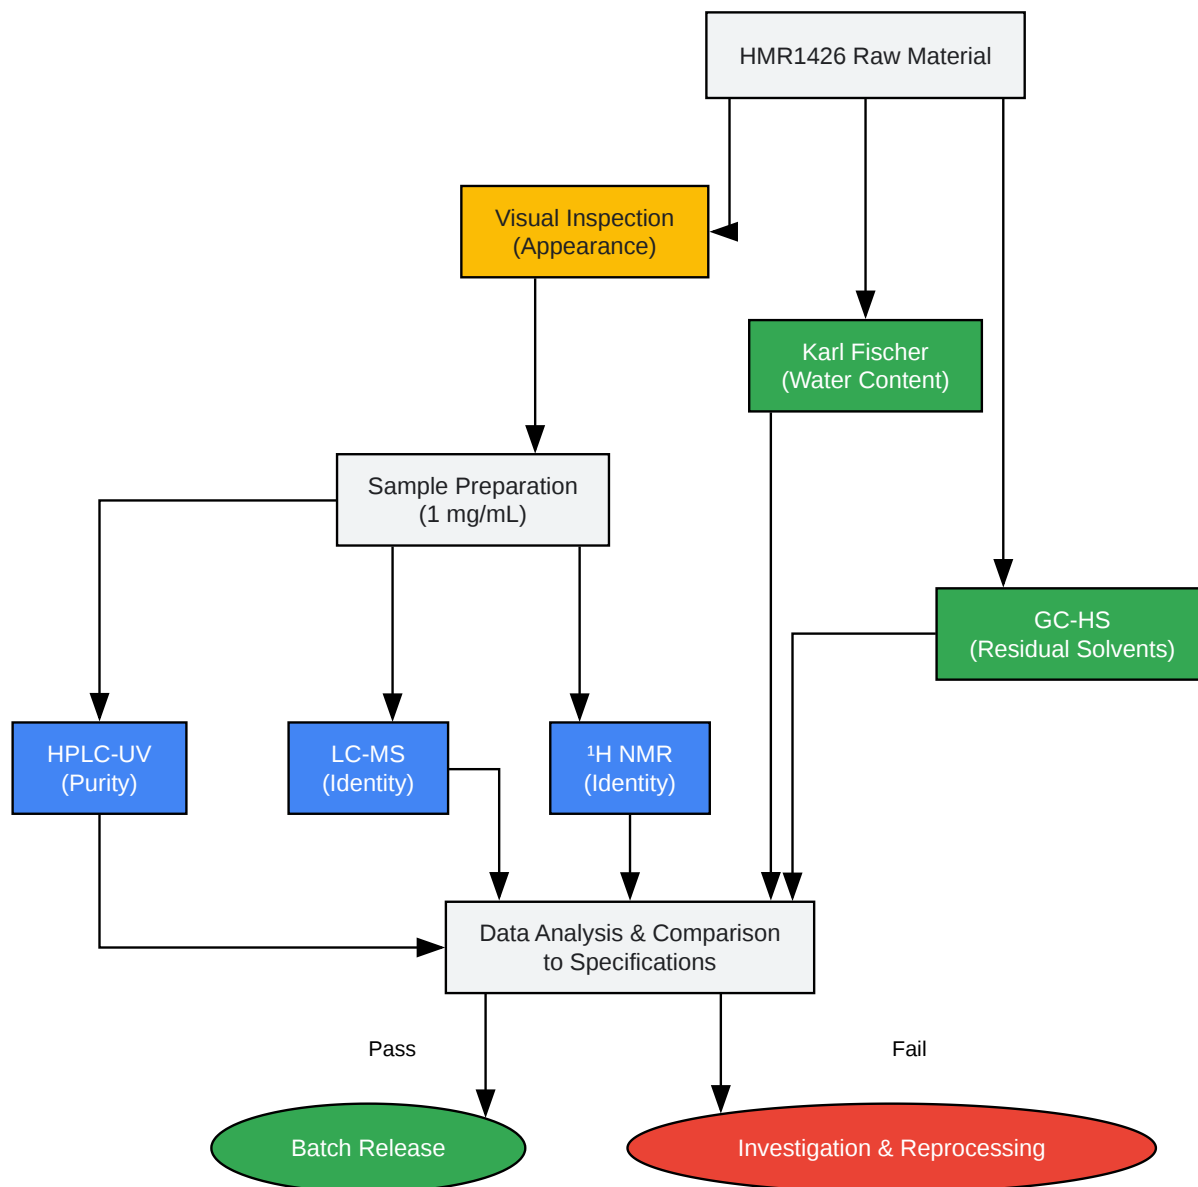 HMR1426 Raw Material
Visual Inspection
(Appearance)
Karl Fischer
(Water Content)
Sample Preparation
(1 mg/mL)
GC-HS
(Residual Solvents)
HPLC-UV
(Purity)
LC-MS
(Identity)
¹H NMR
(Identity)
Data Analysis & Comparison
to Specifications
Pass
Fail
Batch Release
Investigation & Reprocessing